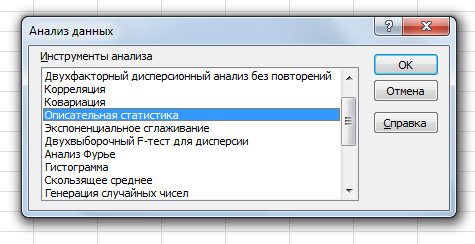 Анализ данных
Инструменты анализа
Двухфакторный дисперсионный анализ без повторений
Корреляция
Ковариация
Описательная статистика
Экспоненциальное сглаживание
Двухвыборочный F-тест для дисперсии
Анализ Фурье
Гистограмма
Скользящее среднее
Генерация случайных чисел
OK
Отмена
Справка